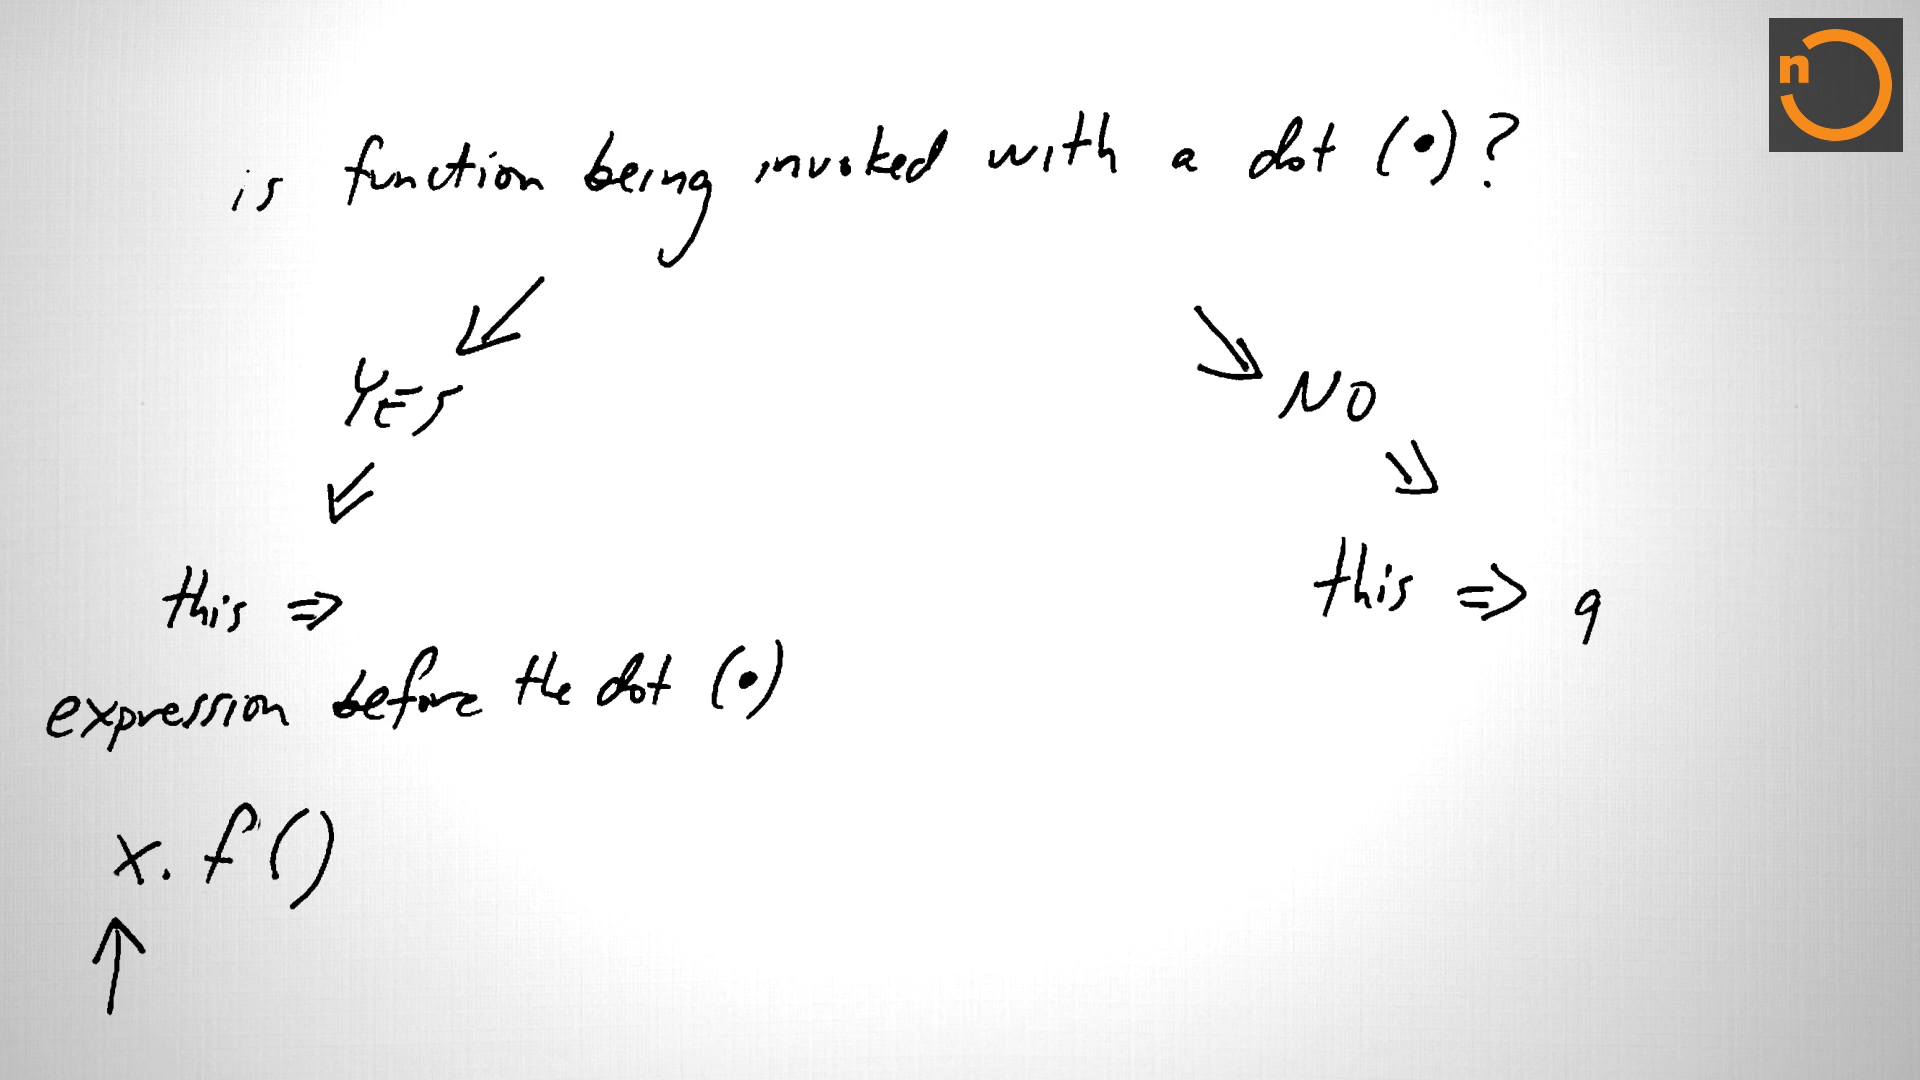 n
is function being invoked with a dot (•)?
YES
NO
this ⇒
this ⇒ q
expression before the dot (•)
x. f()